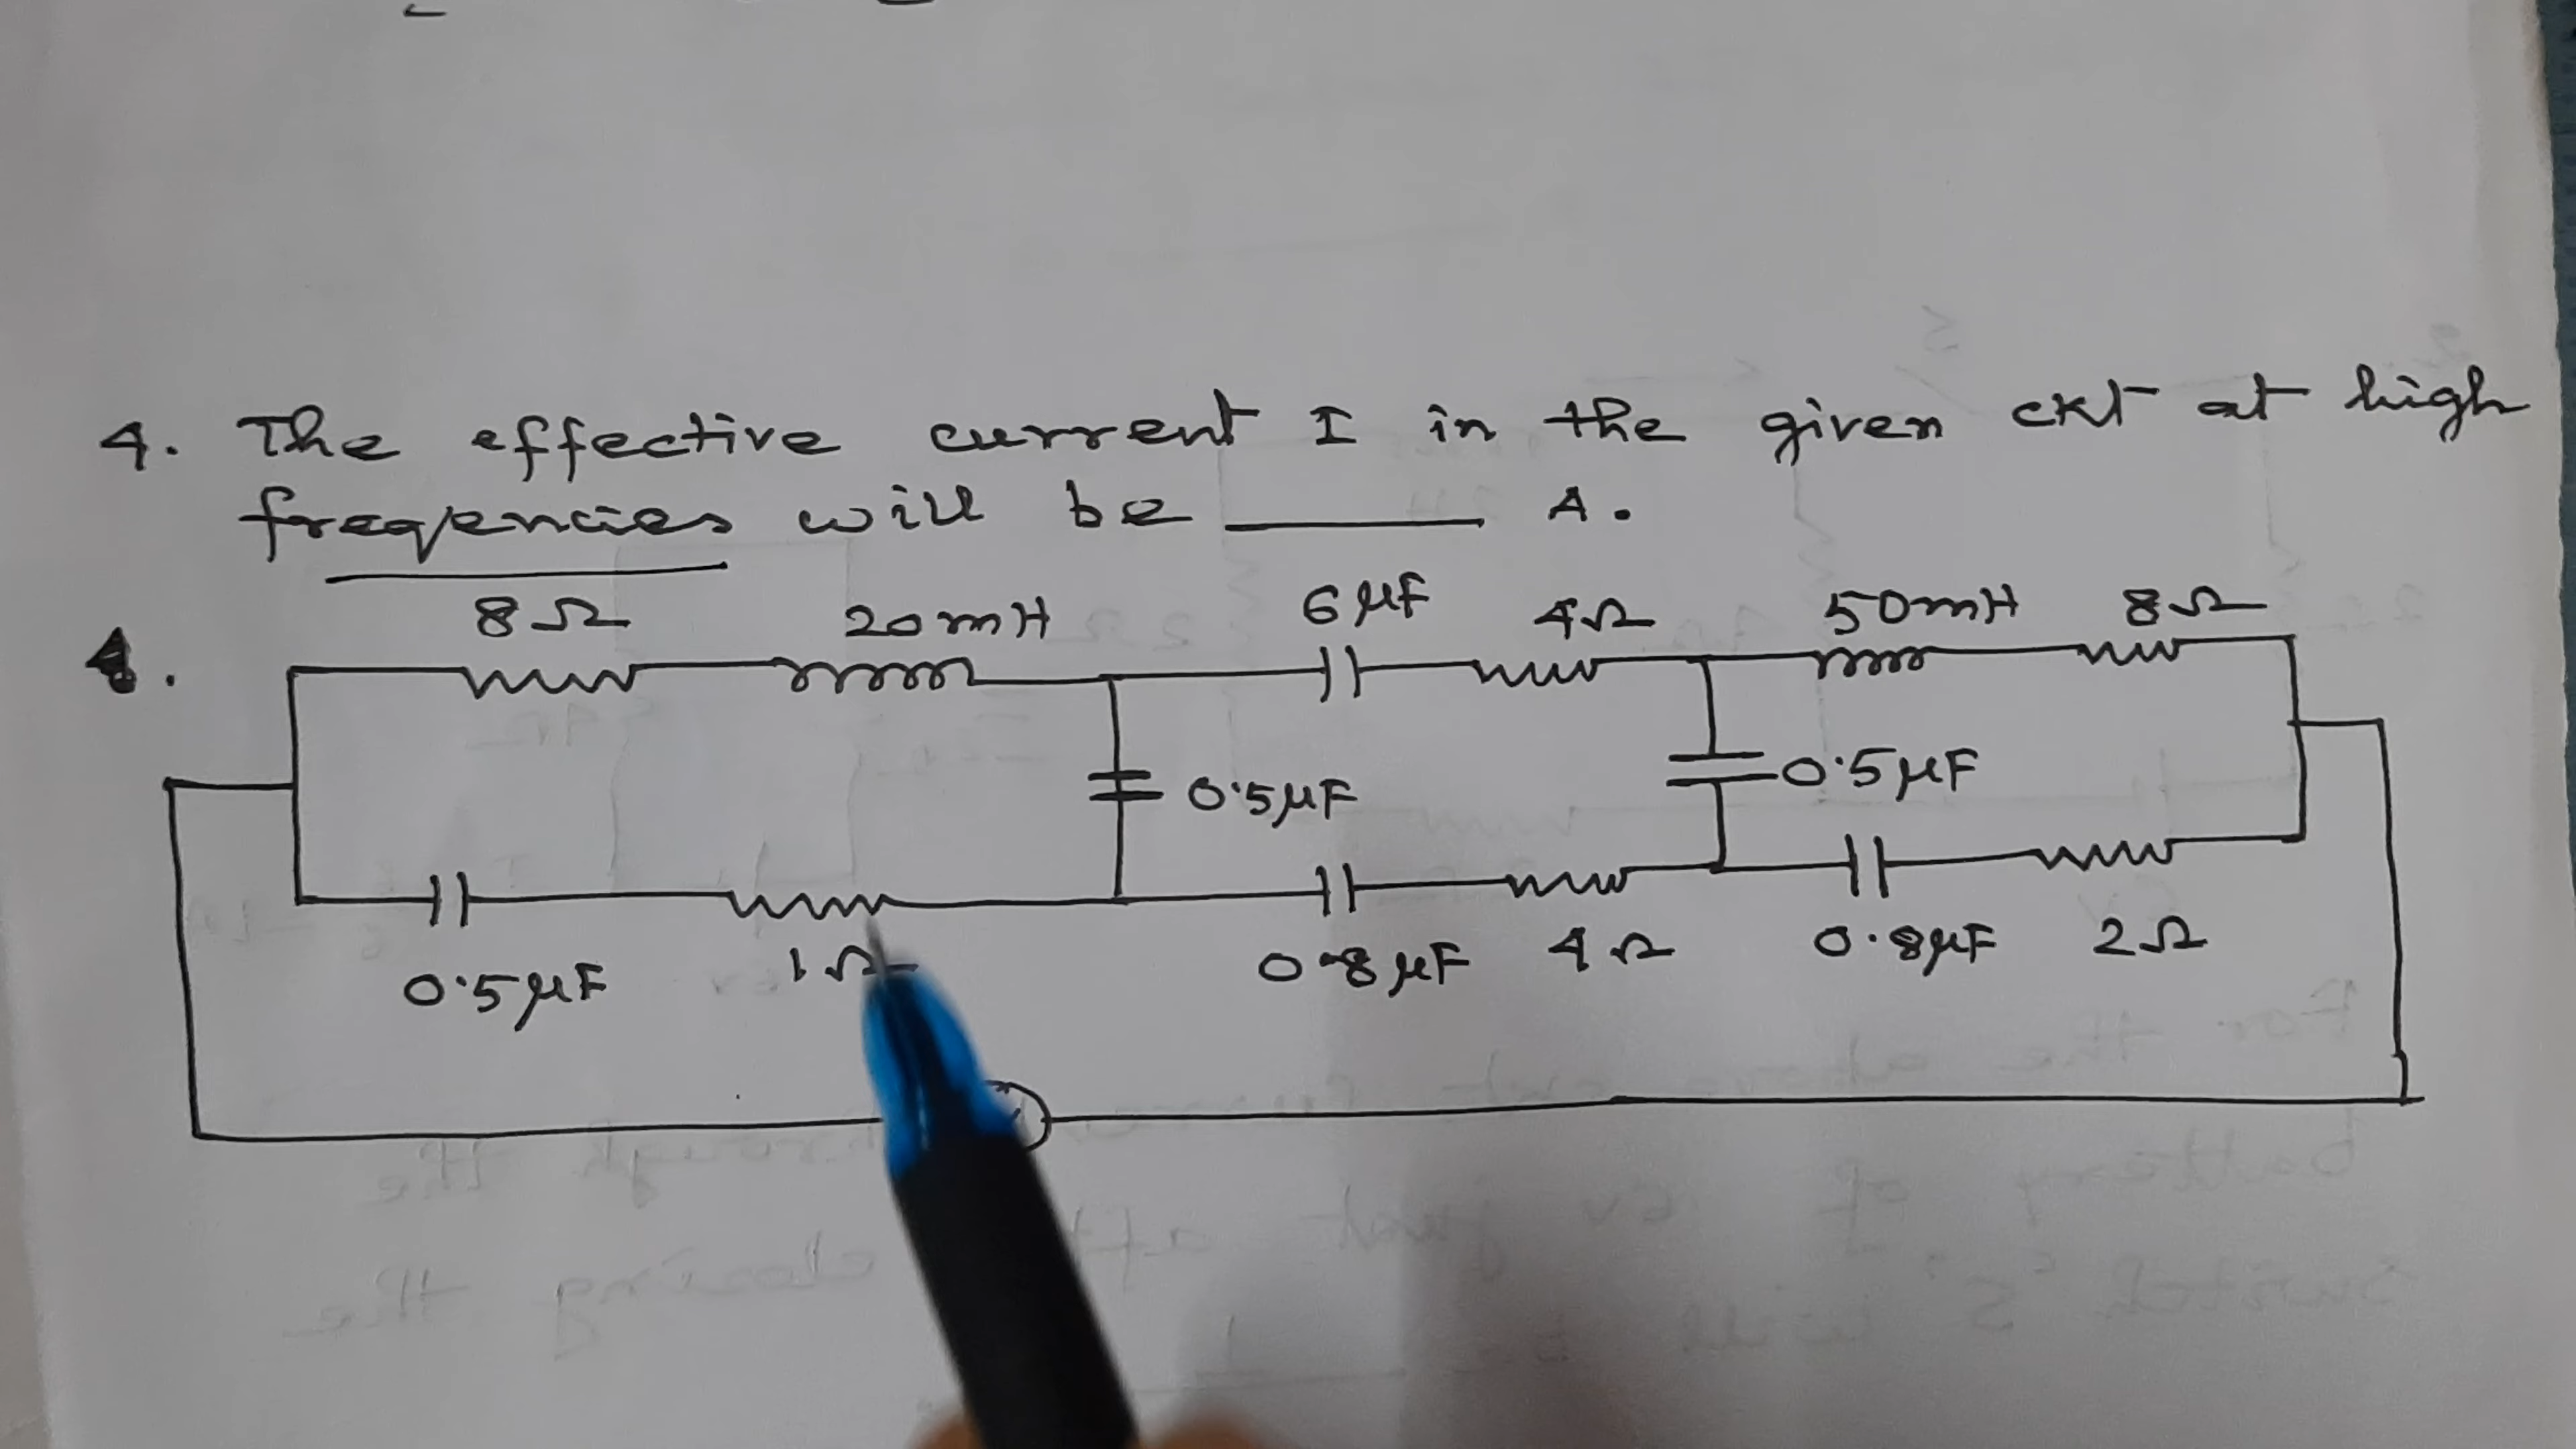 4. The effective current I in the given ckt at high
freqencies will be ______ A.
8Ω 20mH 6μF 4Ω 50mH 8Ω
0.5μF 0.5μF
0.5μF 1Ω 0.8μF 4Ω 0.8μF 2Ω